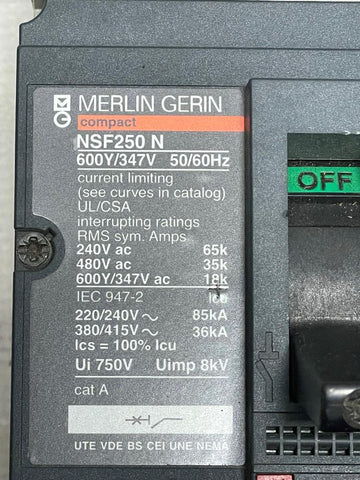 MERLIN GERIN
compact
NSF250 N
600Y/347V 50/60Hz
current limiting
(see curves in catalog)
UL/CSA
interrupting ratings
RMS sym. Amps
240V ac 65k
480V ac 35k
600Y/347V ac 18k
IEC 947-2 Icu
220/240V ~ 85kA
380/415V ~ 36kA
Ics = 100% Icu
Ui 750V Uimp 8kV
cat A
UTE VDE BS CEI UNE NEMA
OFF